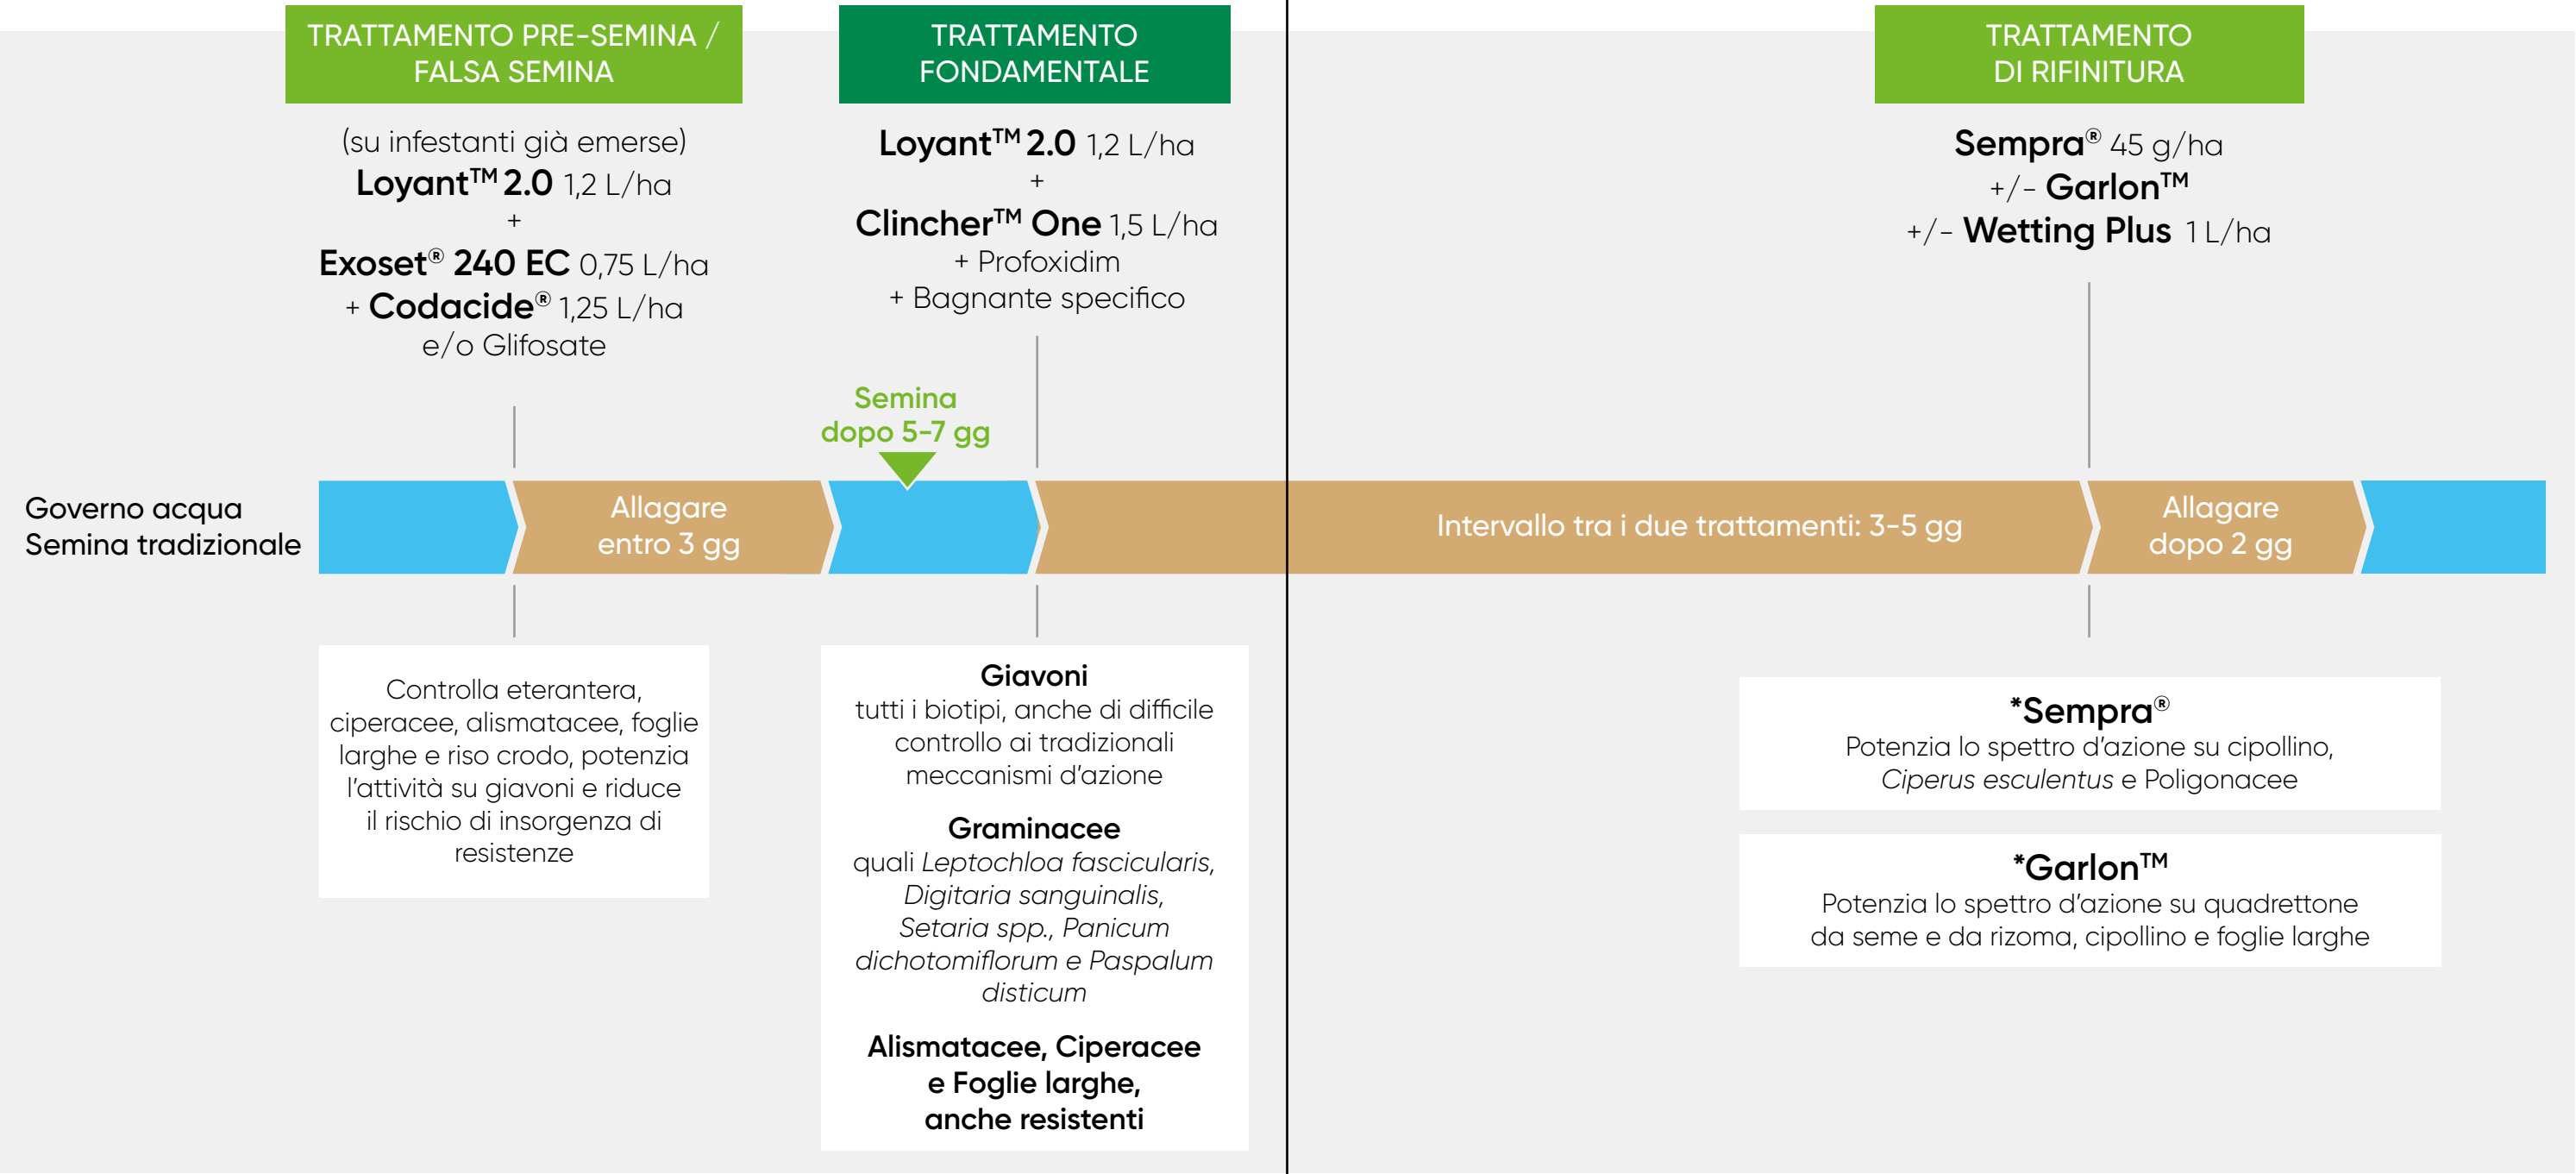 TRATTAMENTO PRE-SEMINA /
FALSA SEMINA
(su infestanti già emerse)
Loyant™ 2.0 1,2 L/ha
+
Exoset® 240 EC 0,75 L/ha
+ Codacide® 1,25 L/ha
e/o Glifosate
TRATTAMENTO
FONDAMENTALE
Loyant™ 2.0 1,2 L/ha
+
Clincher™ One 1,5 L/ha
+ Profoxidim
+ Bagnante specifico
TRATTAMENTO
DI RIFINITURA
Sempra® 45 g/ha
+/- Garlon™
+/- Wetting Plus 1 L/ha
Semina
dopo 5-7 gg
Governo acqua
Semina tradizionale
Allagare
entro 3 gg
Intervallo tra i due trattamenti: 3-5 gg
Allagare
dopo 2 gg
Controlla eterantera,
ciperacee, alismatacee, foglie
larghe e riso crodo, potenzia
l'attività su giavoni e riduce
il rischio di insorgenza di
resistenze
Giavoni
tutti i biotipi, anche di difficile
controllo ai tradizionali
meccanismi d'azione
Graminacee
quali Leptochloa fascicularis,
Digitaria sanguinalis,
Setaria spp., Panicum
dichotomiflorum e Paspalum
disticum
Alismatacee, Ciperacee
e Foglie larghe,
anche resistenti
*Sempra®
Potenzia lo spettro d'azione su cipollino,
Ciperus esculentus e Poligonacee
*Garlon™
Potenzia lo spettro d'azione su quadrettone
da seme e da rizoma, cipollino e foglie larghe